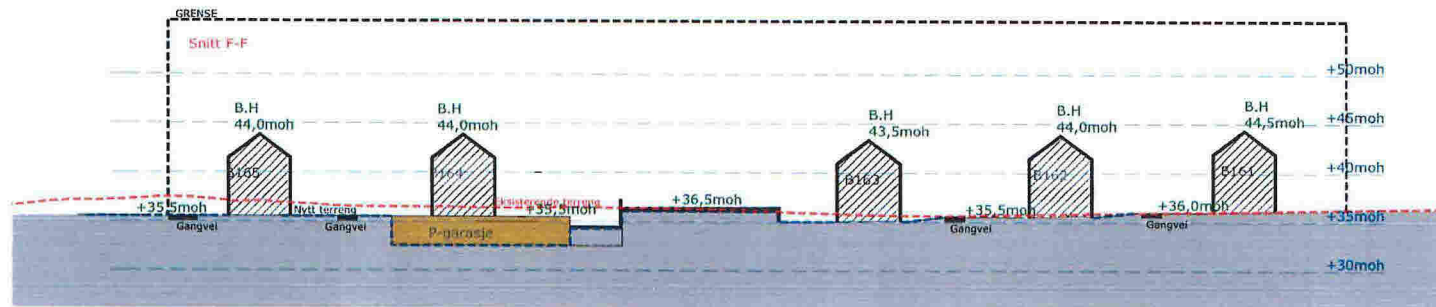 GRENSE
Snitt F-F
+50moh
B.H
44,0moh
B.H
44,0moh
B.H
43,5moh
B.H
44,0moh
B.H
44,5moh
+45moh
+40moh
B165
B164
B163
B162
B161
+35,5moh
Nytt terreng
Eksisterende terreng
+35,5moh
+36,5moh
+35,5moh
+36,0moh
+35moh
Gangvei
Gangvei
P-garasje
Gangvei
Gangvei
+30moh